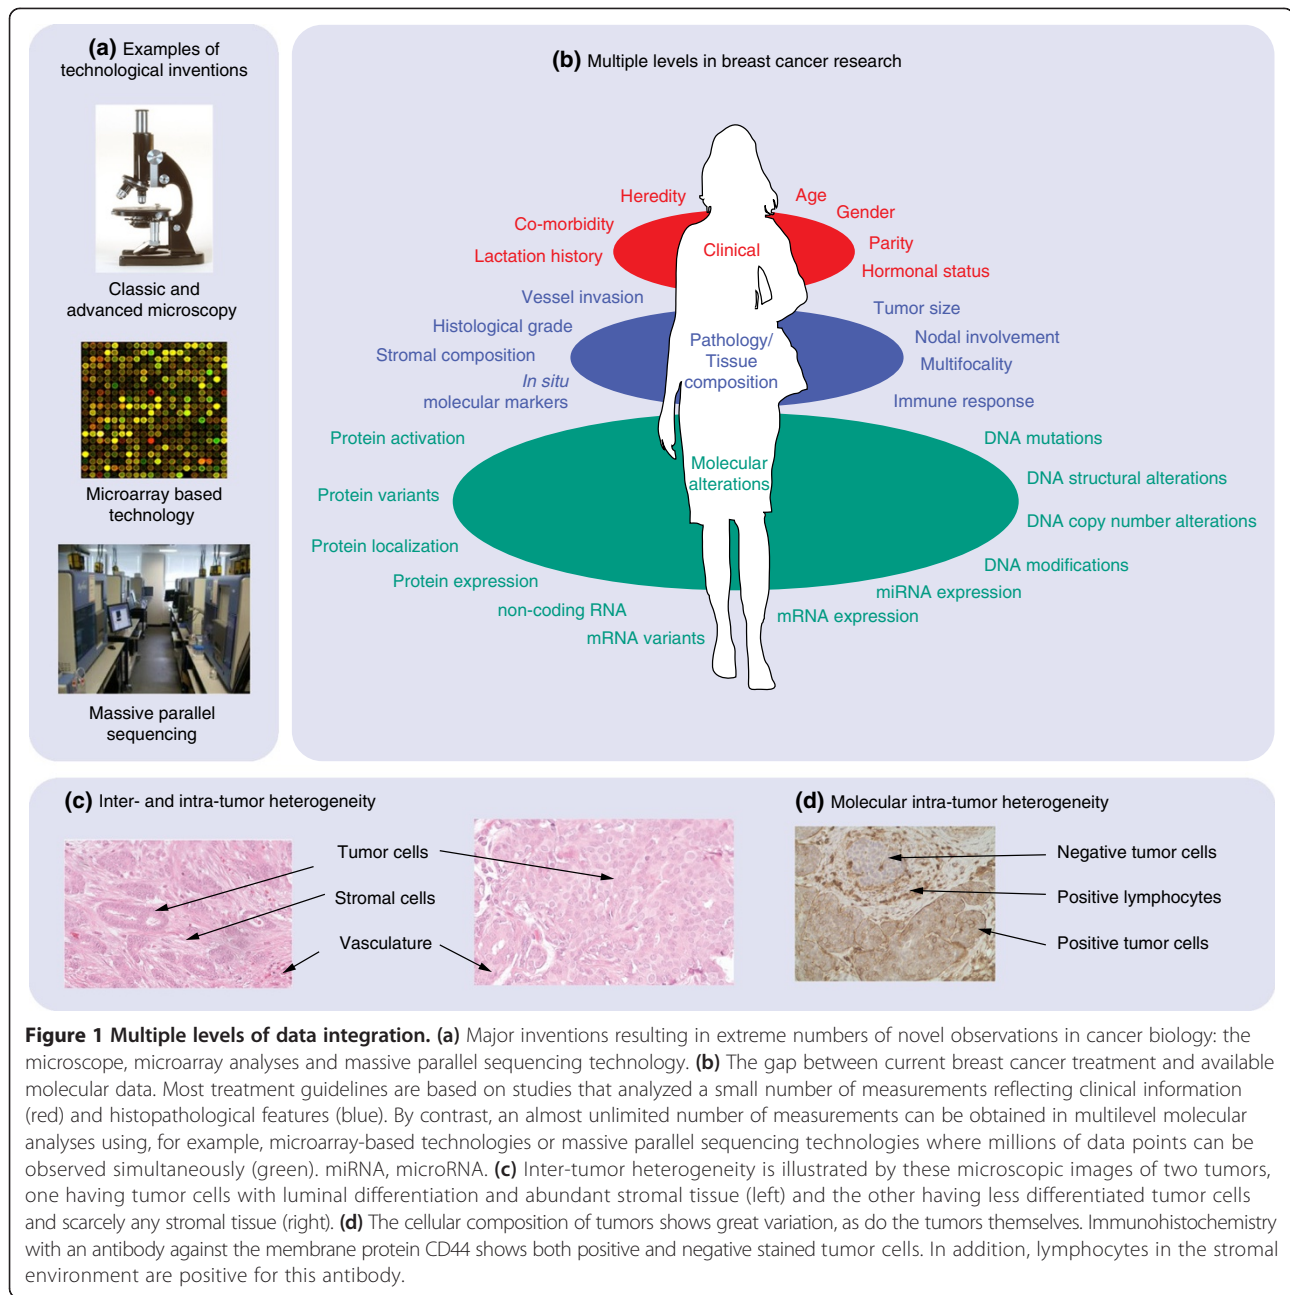 (a) Examples of
technological inventions
Classic and
advanced microscopy
Microarray based
technology
Massive parallel
sequencing
(b) Multiple levels in breast cancer research
Heredity
Co-morbidity
Lactation history
Age
Gender
Parity
Hormonal status
Clinical
Vessel invasion
Histological grade
Stromal composition
In situ
molecular markers
Tumor size
Nodal involvement
Multifocality
Immune response
Pathology/
Tissue
composition
Protein activation
Protein variants
Protein localization
Protein expression
non-coding RNA
mRNA variants
DNA mutations
DNA structural alterations
DNA copy number alterations
DNA modifications
miRNA expression
mRNA expression
Molecular
alterations
(c) Inter- and intra-tumor heterogeneity
Tumor cells
Stromal cells
Vasculature
(d) Molecular intra-tumor heterogeneity
Negative tumor cells
Positive lymphocytes
Positive tumor cells
Figure 1 Multiple levels of data integration. (a) Major inventions resulting in extreme numbers of novel observations in cancer biology: the
microscope, microarray analyses and massive parallel sequencing technology. (b) The gap between current breast cancer treatment and available
molecular data. Most treatment guidelines are based on studies that analyzed a small number of measurements reflecting clinical information
(red) and histopathological features (blue). By contrast, an almost unlimited number of measurements can be obtained in multilevel molecular
analyses using, for example, microarray-based technologies or massive parallel sequencing technologies where millions of data points can be
observed simultaneously (green). miRNA, microRNA. (c) Inter-tumor heterogeneity is illustrated by these microscopic images of two tumors,
one having tumor cells with luminal differentiation and abundant stromal tissue (left) and the other having less differentiated tumor cells
and scarcely any stromal tissue (right). (d) The cellular composition of tumors shows great variation, as do the tumors themselves. Immunohistochemistry
with an antibody against the membrane protein CD44 shows both positive and negative stained tumor cells. In addition, lymphocytes in the stromal
environment are positive for this antibody.